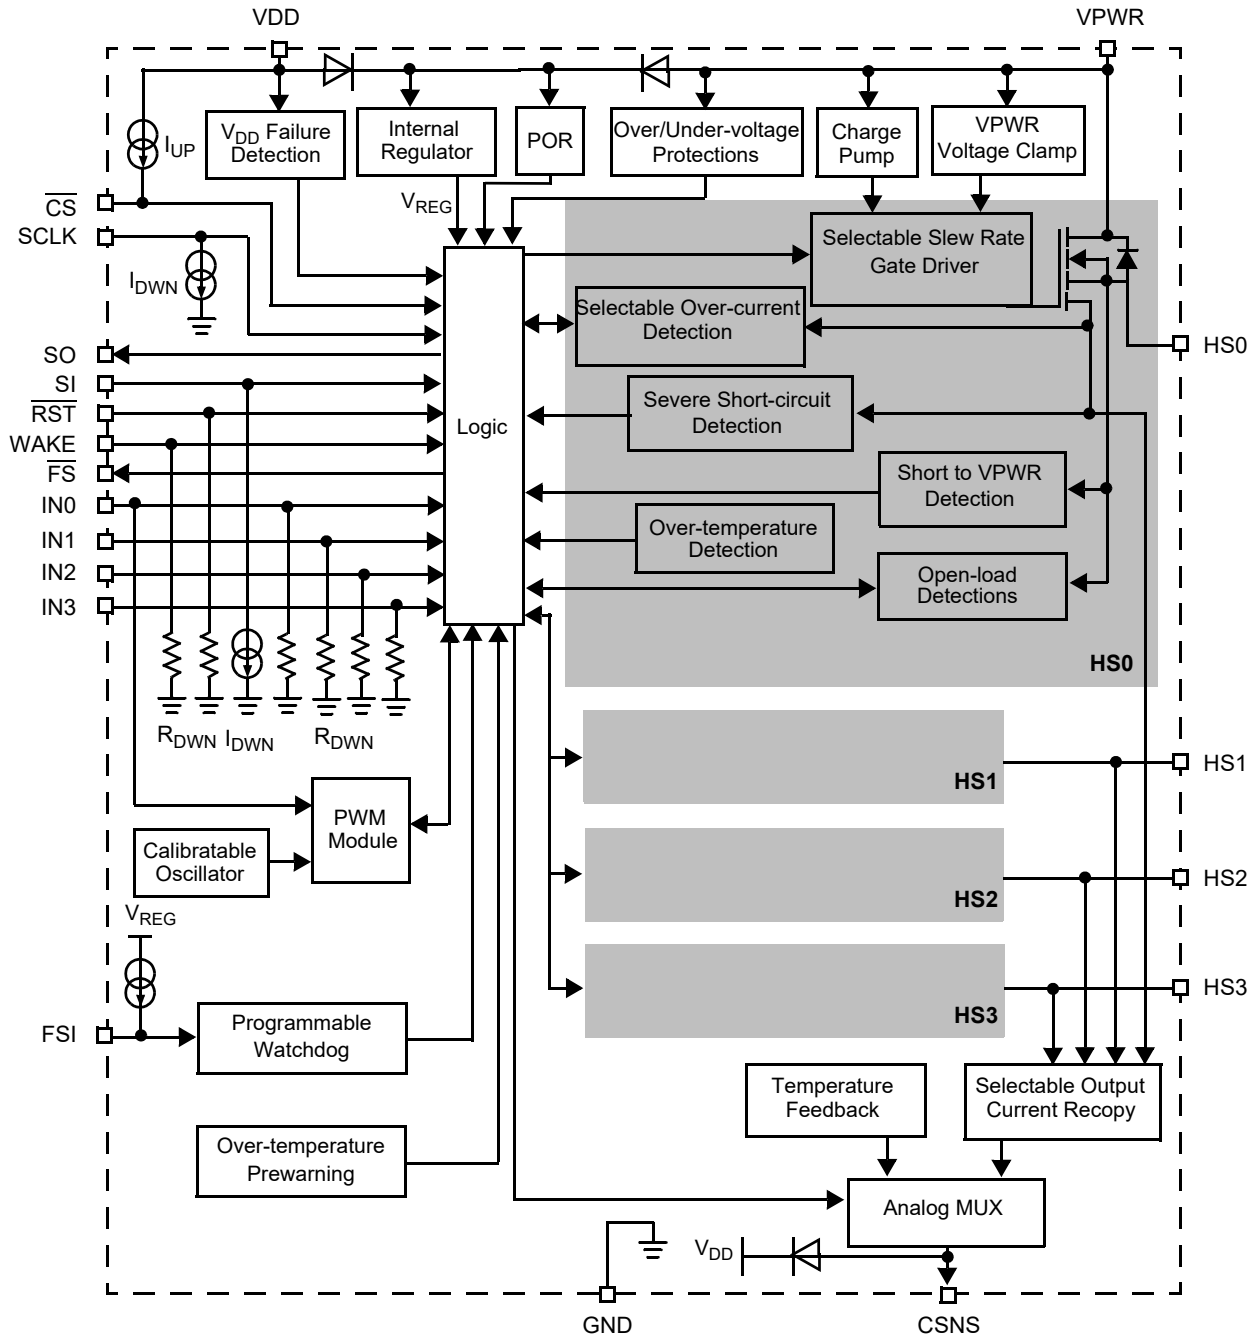 VDD
VPWR
VDD Failure
Detection
Internal
Regulator
POR
Over/Under-voltage
Protections
Charge
Pump
VPWR
Voltage Clamp
IUP
VREG
CS
SCLK
IDWN
SO
SI
RST
WAKE
FS
IN0
IN1
IN2
IN3
Logic
Selectable Slew Rate
Gate Driver
Selectable Over-current
Detection
Severe Short-circuit
Detection
Short to VPWR
Detection
Over-temperature
Detection
Open-load
Detections
HS0
HS0
RDWN
IDWN
RDWN
HS1
HS1
PWM
Module
Calibratable
Oscillator
HS2
HS2
VREG
HS3
HS3
FSI
Programmable
Watchdog
Temperature
Feedback
Selectable Output
Current Recopy
Over-temperature
Prewarning
Analog MUX
VDD
GND
CSNS